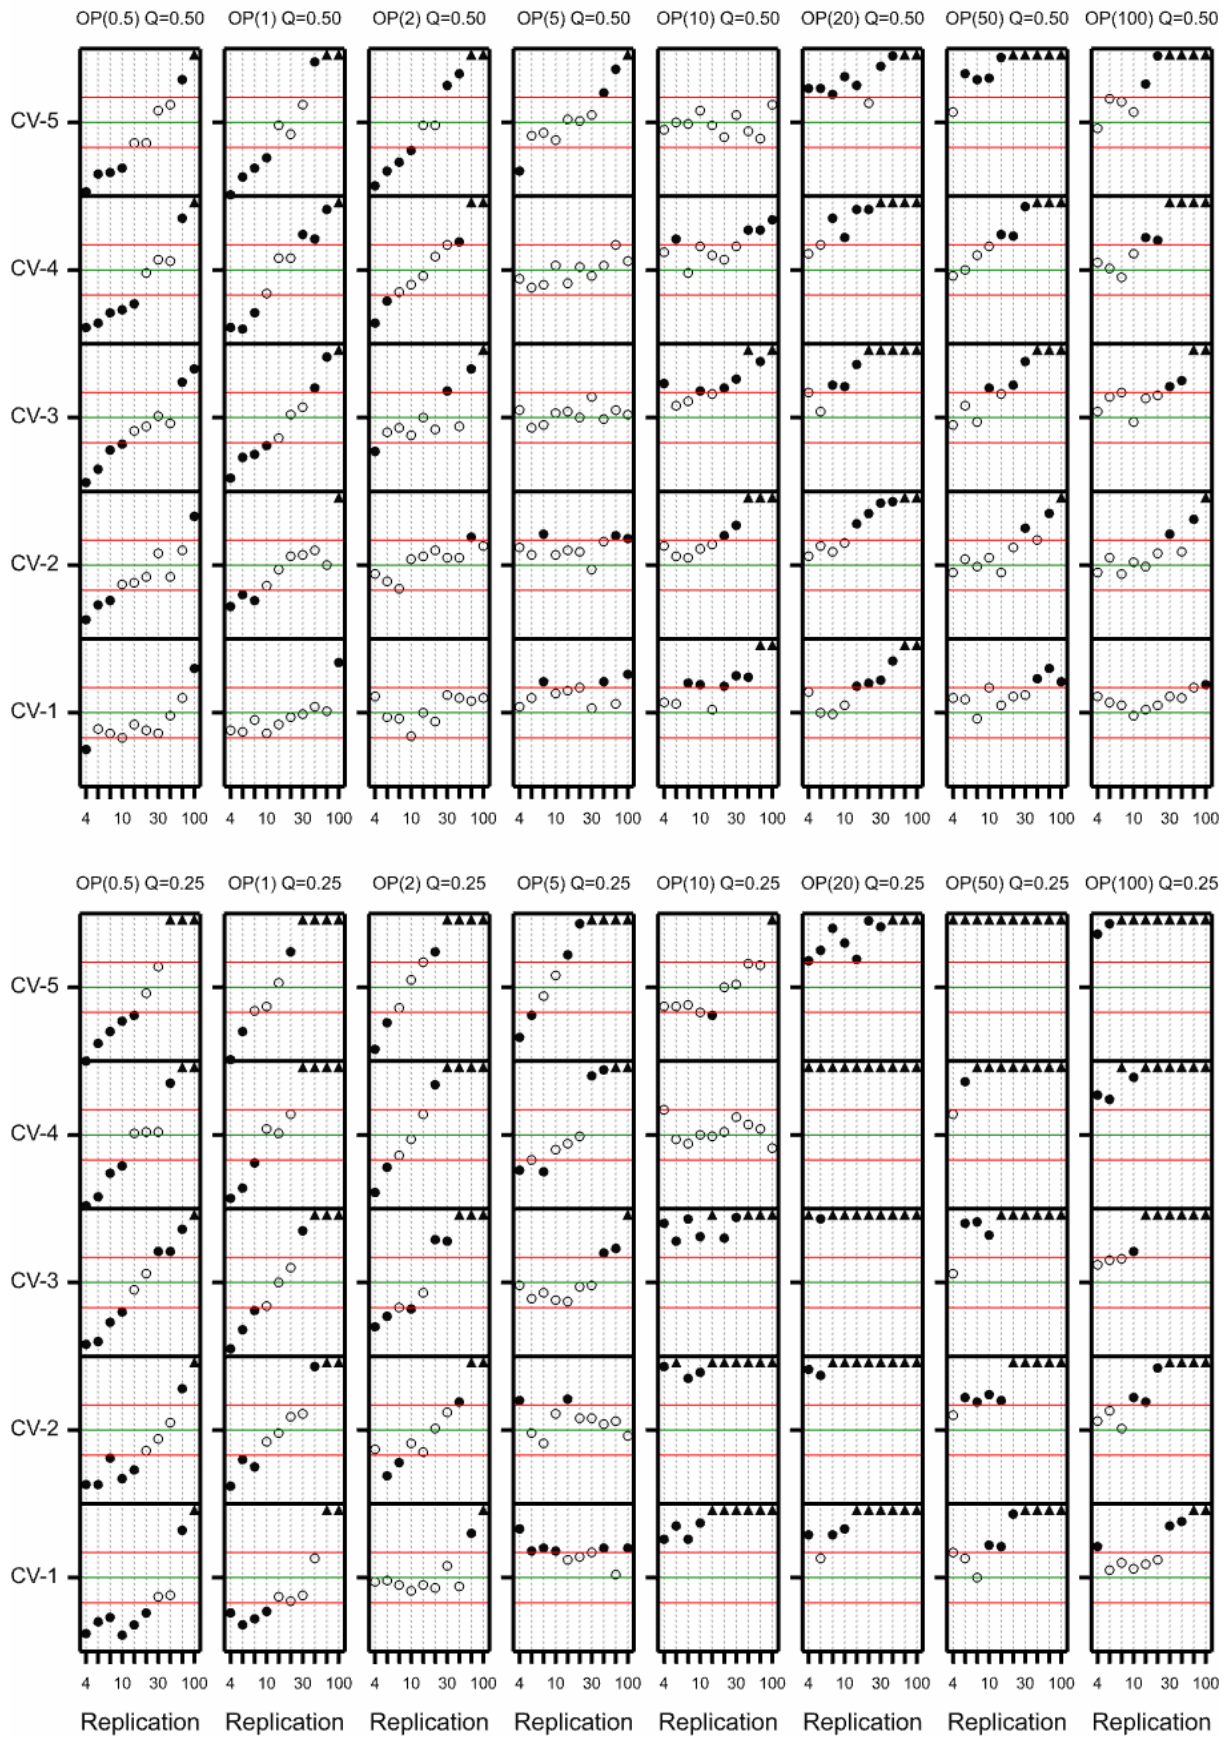 OP(0.5) Q=0.50 OP(1) Q=0.50 OP(2) Q=0.50 OP(5) Q=0.50 OP(10) Q=0.50 OP(20) Q=0.50 OP(50) Q=0.50 OP(100) Q=0.50
CV-5
CV-4
CV-3
CV-2
CV-1
4 10 30 100 4 10 30 100 4 10 30 100 4 10 30 100 4 10 30 100 4 10 30 100 4 10 30 100 4 10 30 100
OP(0.5) Q=0.25 OP(1) Q=0.25 OP(2) Q=0.25 OP(5) Q=0.25 OP(10) Q=0.25 OP(20) Q=0.25 OP(50) Q=0.25 OP(100) Q=0.25
CV-5
CV-4
CV-3
CV-2
CV-1
4 10 30 100 4 10 30 100 4 10 30 100 4 10 30 100 4 10 30 100 4 10 30 100 4 10 30 100 4 10 30 100
Replication Replication Replication Replication Replication Replication Replication Replication